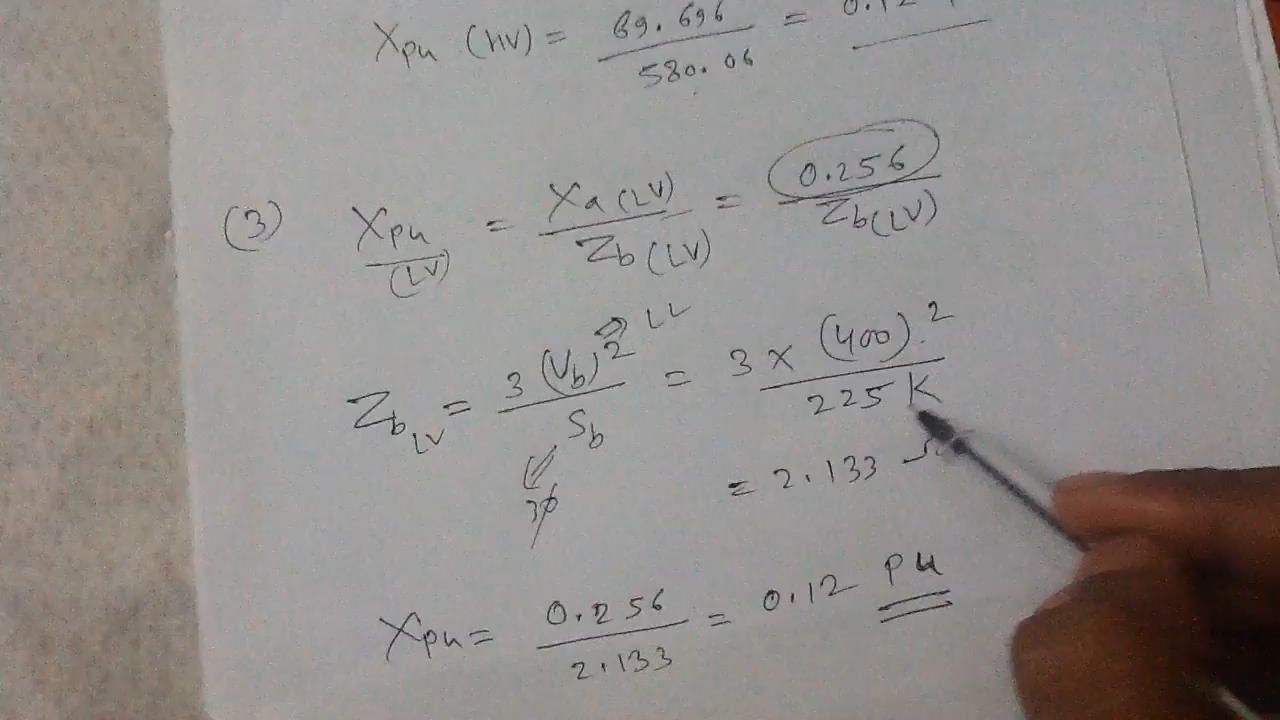 Xpu (HV) = 69.696 / 580.06 = 0.12
(3) Xpu (LV) = Xa (LV) / Zb (LV) = 0.256 / Zb (LV)
Zb LV = 3 (Vb)² / Sb = 3 × (400)² / 225 K
→ LL
3φ
= 2.133 Ω
Xpu = 0.256 / 2.133 = 0.12 pu